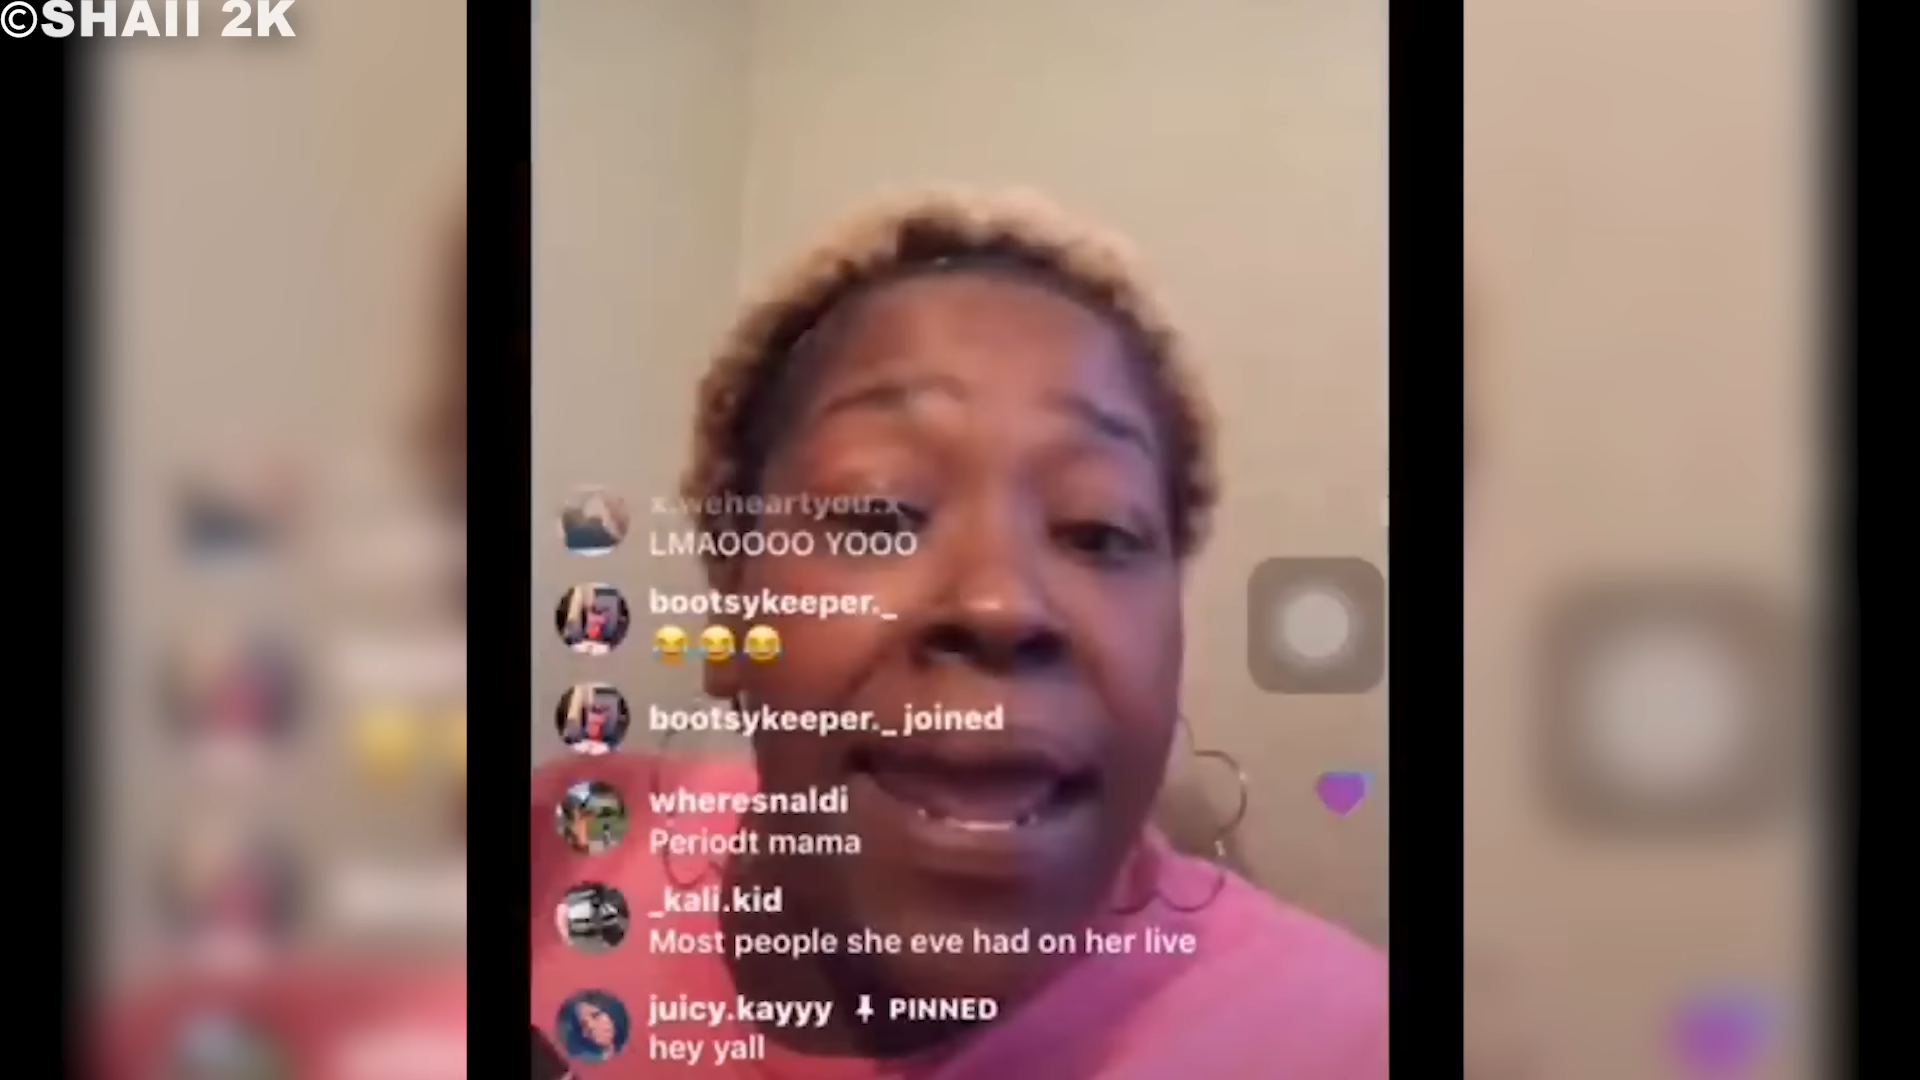 ©SHAII 2K
x.weheartyou.x
LMAOOOO YOOO
bootsykeeper._
😂😂😂
bootsykeeper._ joined
wheresnaldi
Periodt mama
_kali.kid
Most people she eve had on her live
juicy.kayyy PINNED
hey yall